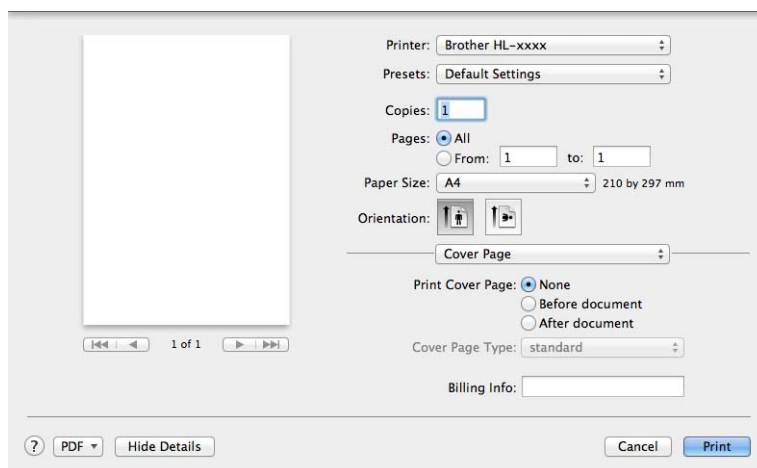 Printer: Brother HL-xxxx
Presets: Default Settings
Copies: 1
Pages: All
From: 1 to: 1
Paper Size: A4 210 by 297 mm
Orientation:
Cover Page
Print Cover Page: None
Before document
After document
Cover Page Type: standard
Billing Info:
1 of 1
? PDF Hide Details Cancel Print